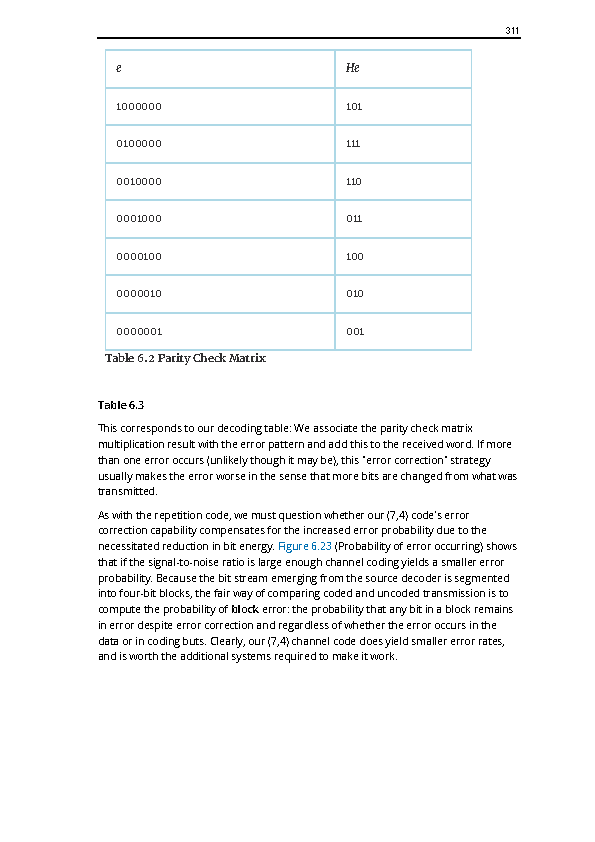 311
e He
1000000 101
0100000 111
0010000 110
0001000 011
0000100 100
0000010 010
0000001 001
Table 6.2 Parity Check Matrix
Table 6.3
This corresponds to our decoding table: We associate the parity check matrix
multiplication result with the error pattern and add this to the received word. If more
than one error occurs (unlikely though it may be), this "error correction" strategy
usually makes the error worse in the sense that more bits are changed from what was
transmitted.
As with the repetition code, we must question whether our (7,4) code's error
correction capability compensates for the increased error probability due to the
necessitated reduction in bit energy. Figure 6.23 (Probability of error occurring) shows
that if the signal-to-noise ratio is large enough channel coding yields a smaller error
probability. Because the bit stream emerging from the source decoder is segmented
into four-bit blocks, the fair way of comparing coded and uncoded transmission is to
compute the probability of block error: the probability that any bit in a block remains
in error despite error correction and regardless of whether the error occurs in the
data or in coding buts. Clearly, our (7,4) channel code does yield smaller error rates,
and is worth the additional systems required to make it work.